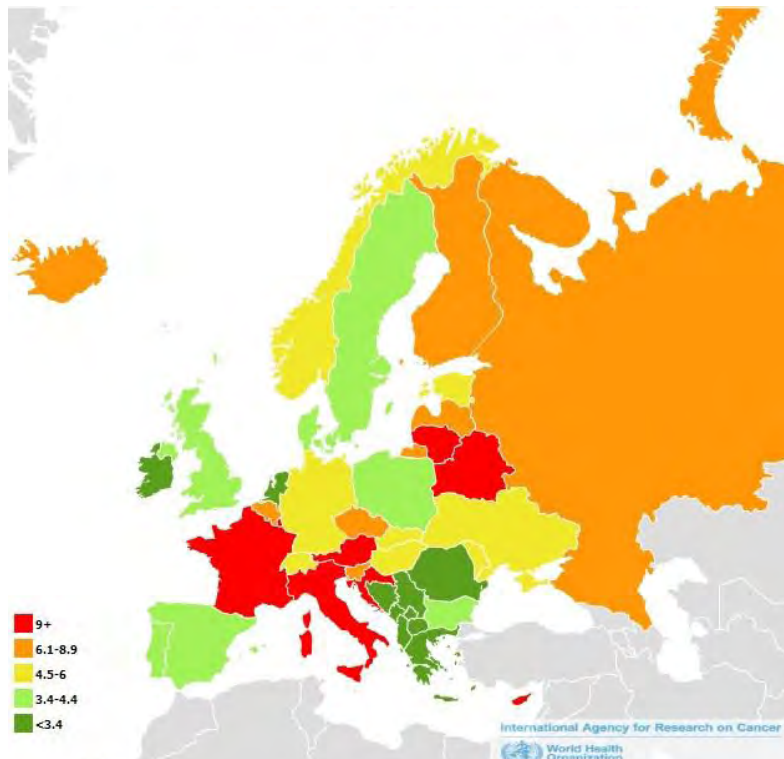 9+
6.1-8.9
4.5-6
3.4-4.4
<3.4
International Agency for Research on Cancer
World Health
Organization